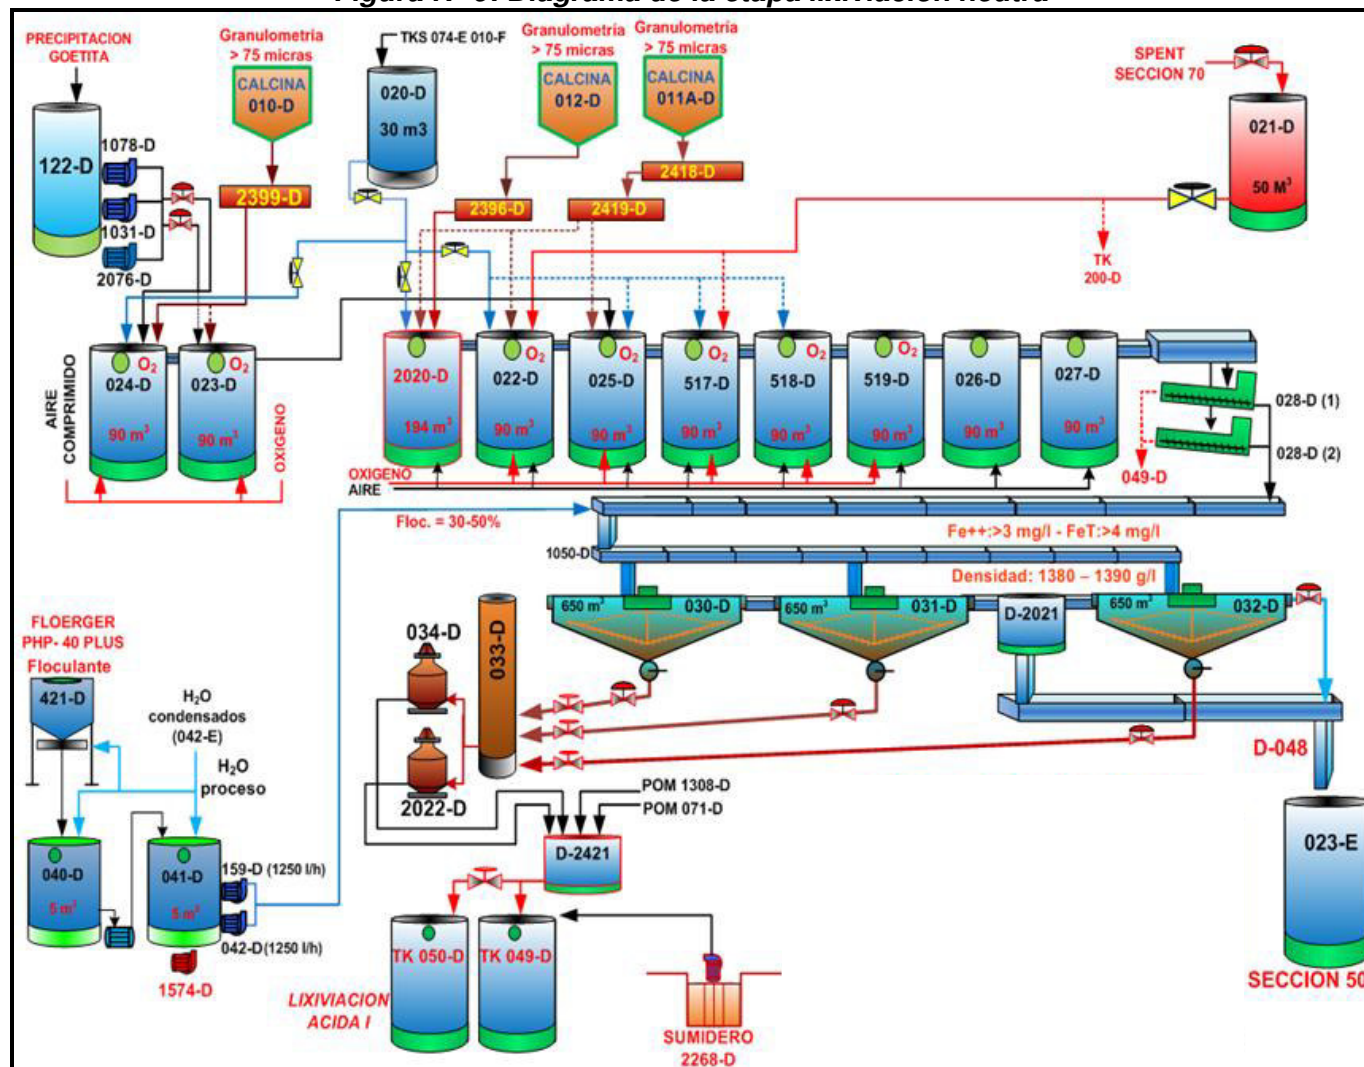 PRECIPITACION
GOETITA
Granulometría
> 75 micras
CALCINA
010-D
TKS 074-E 010-F
020-D
30 m3
Granulometría
> 75 micras
CALCINA
012-D
Granulometría
> 75 micras
CALCINA
011A-D
SPENT
SECCION 70
021-D
50 M³
122-D
1078-D
1031-D
2076-D
2399-D
2396-D
2418-D
2419-D
TK
200-D
024-D
O₂
90 m³
023-D
O₂
90 m³
AIRE
COMPRIMIDO
OXIGENO
2020-D
194 m³
022-D
O₂
90 m³
025-D
O₂
90 m³
517-D
O₂
90 m³
518-D
O₂
90 m³
519-D
O₂
90 m³
026-D
90 m³
027-D
90 m³
028-D (1)
028-D (2)
049-D
OXIGENO
AIRE
Floc. = 30-50%
Fe++:>3 mg/l - FeT:>4 mg/l
1050-D
Densidad: 1380 – 1390 g/l
650 m³
030-D
650 m³
031-D
D-2021
650 m³
032-D
034-D
033-D
2022-D
D-048
FLOERGER
PHP- 40 PLUS
Floculante
421-D
H₂O
condensados
(042-E)
H₂O
proceso
POM 1308-D
POM 071-D
D-2421
023-E
SECCION 50
040-D
5 m³
041-D
5 m³
159-D (1250 l/h)
042-D(1250 l/h)
1574-D
TK 050-D
TK 049-D
LIXIVIACION
ACIDA I
SUMIDERO
2268-D